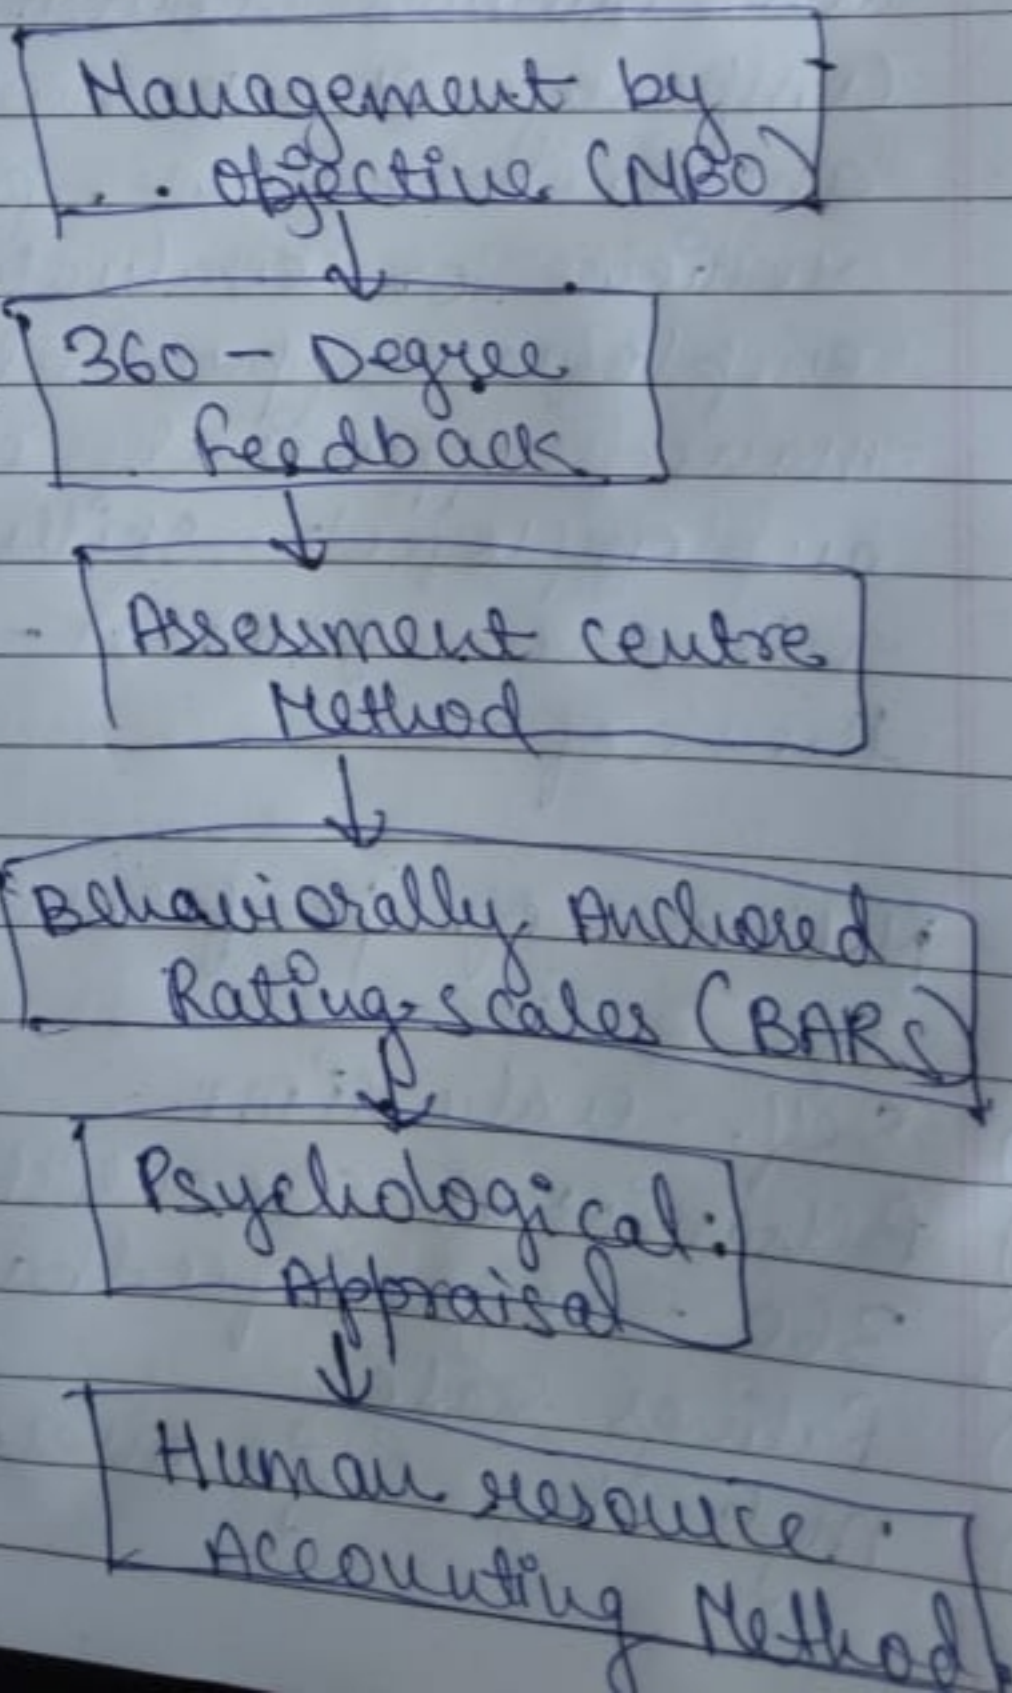 Management by
Objective (MBO)
360 - Degree
feedback
Assessment centre
Method
Behaviorally Anchored
Rating scales (BARS)
Psychological
Appraisal
Human resource
Accounting Method